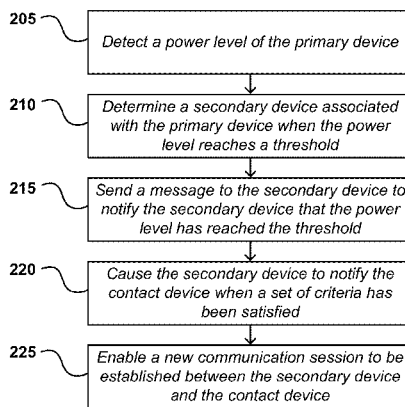 205
Detect a power level of the primary device
210
Determine a secondary device associated
with the primary device when the power
level reaches a threshold
215
Send a message to the secondary device to
notify the secondary device that the power
level has reached the threshold
220
Cause the secondary device to notify the
contact device when a set of criteria has
been satisfied
225
Enable a new communication session to be
established between the secondary device
and the contact device